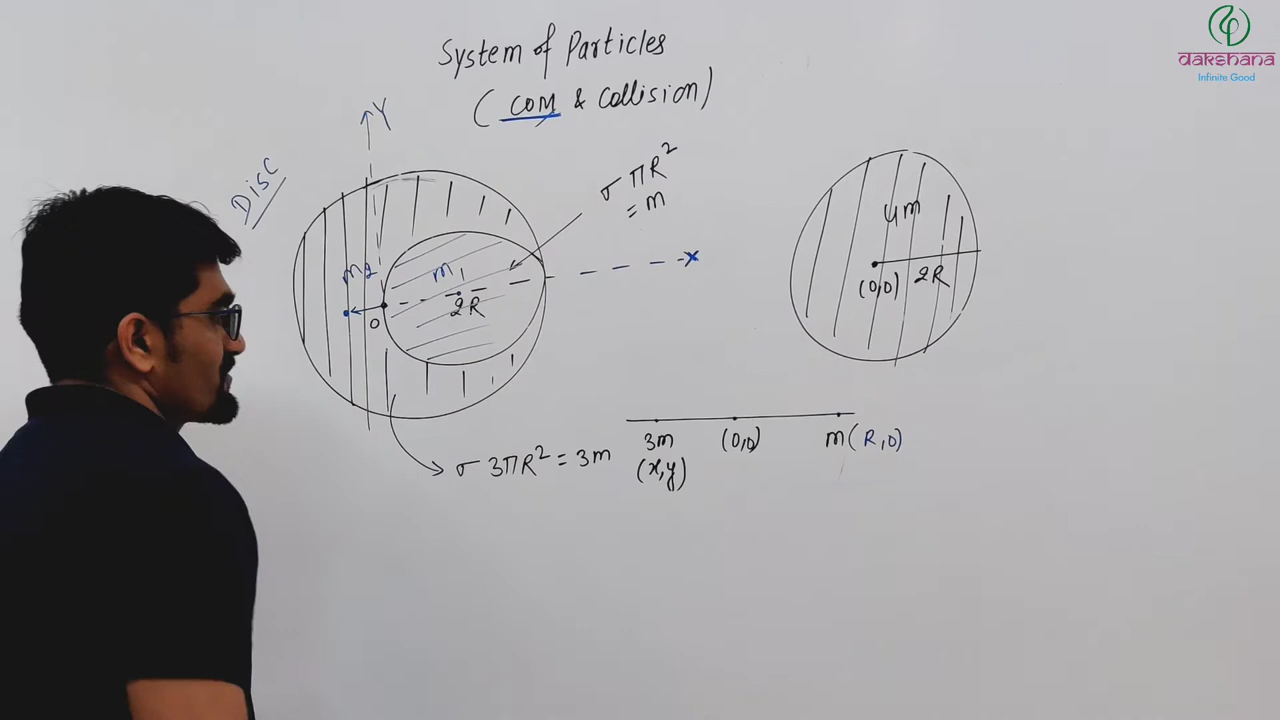 System of Particles
(COM & Collision)
dakshana
Infinite Good
Y
DISC
σ πR²
= m
4m
(0,0) 2R
X
m₂
m₁
2R
O
σ 3πR² = 3m
3m
(x,y)
(0,0)
m(R,0)